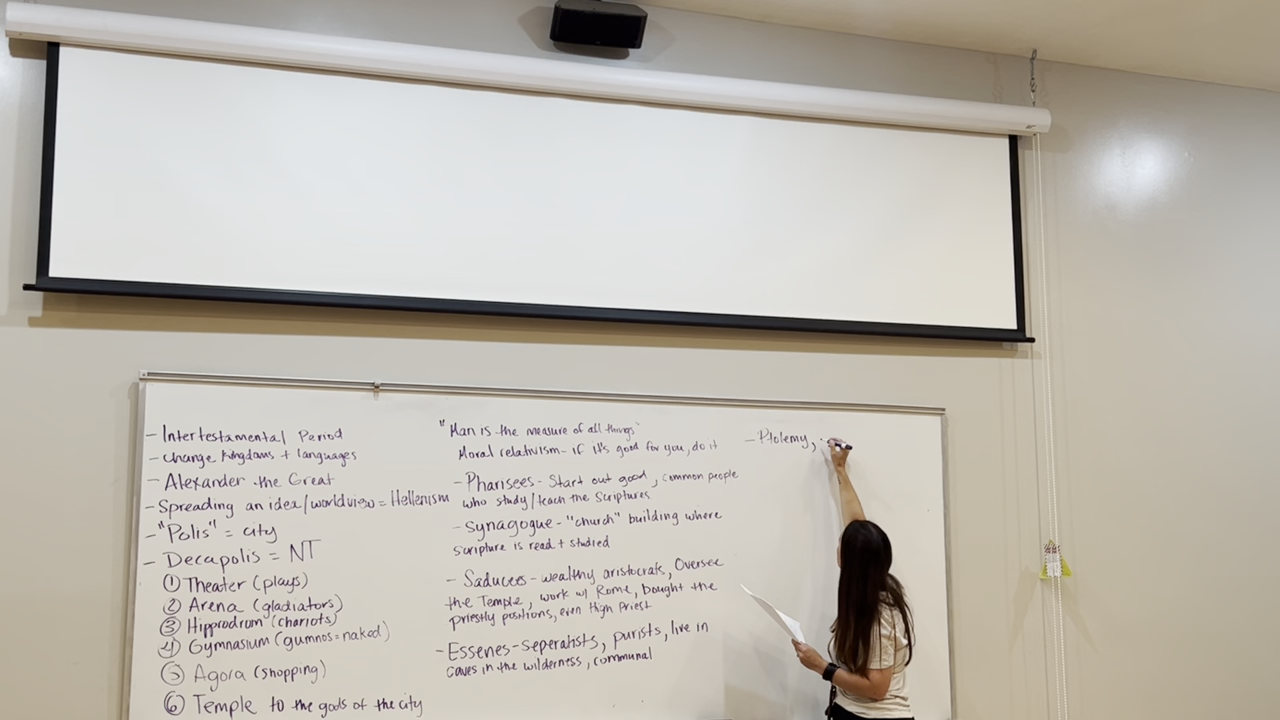 - Intertestamental Period
- change kingdoms + languages
- Alexander the Great
- Spreading an idea/worldview = Hellenism
- "Polis" = city
- Decapolis = NT
① Theater (plays)
② Arena (gladiators)
③ Hipprodrom (chariots)
④ Gymnasium (gumnos=naked)
⑤ Agora (shopping)
⑥ Temple to the gods of the city
"Man is the measure of all things"
Moral relativism - if it's good for you, do it
- Pharisees - Start out good, common people
who study/teach the Scriptures
- Synagogue - "church" building where
scripture is read + studied
- Saducees - wealthy aristocrats, Oversee
the Temple, work w/ Rome, bought the
priestly positions, even High Priest
- Essenes - seperatists, purists, live in
caves in the wilderness, communal
- Ptolemy,